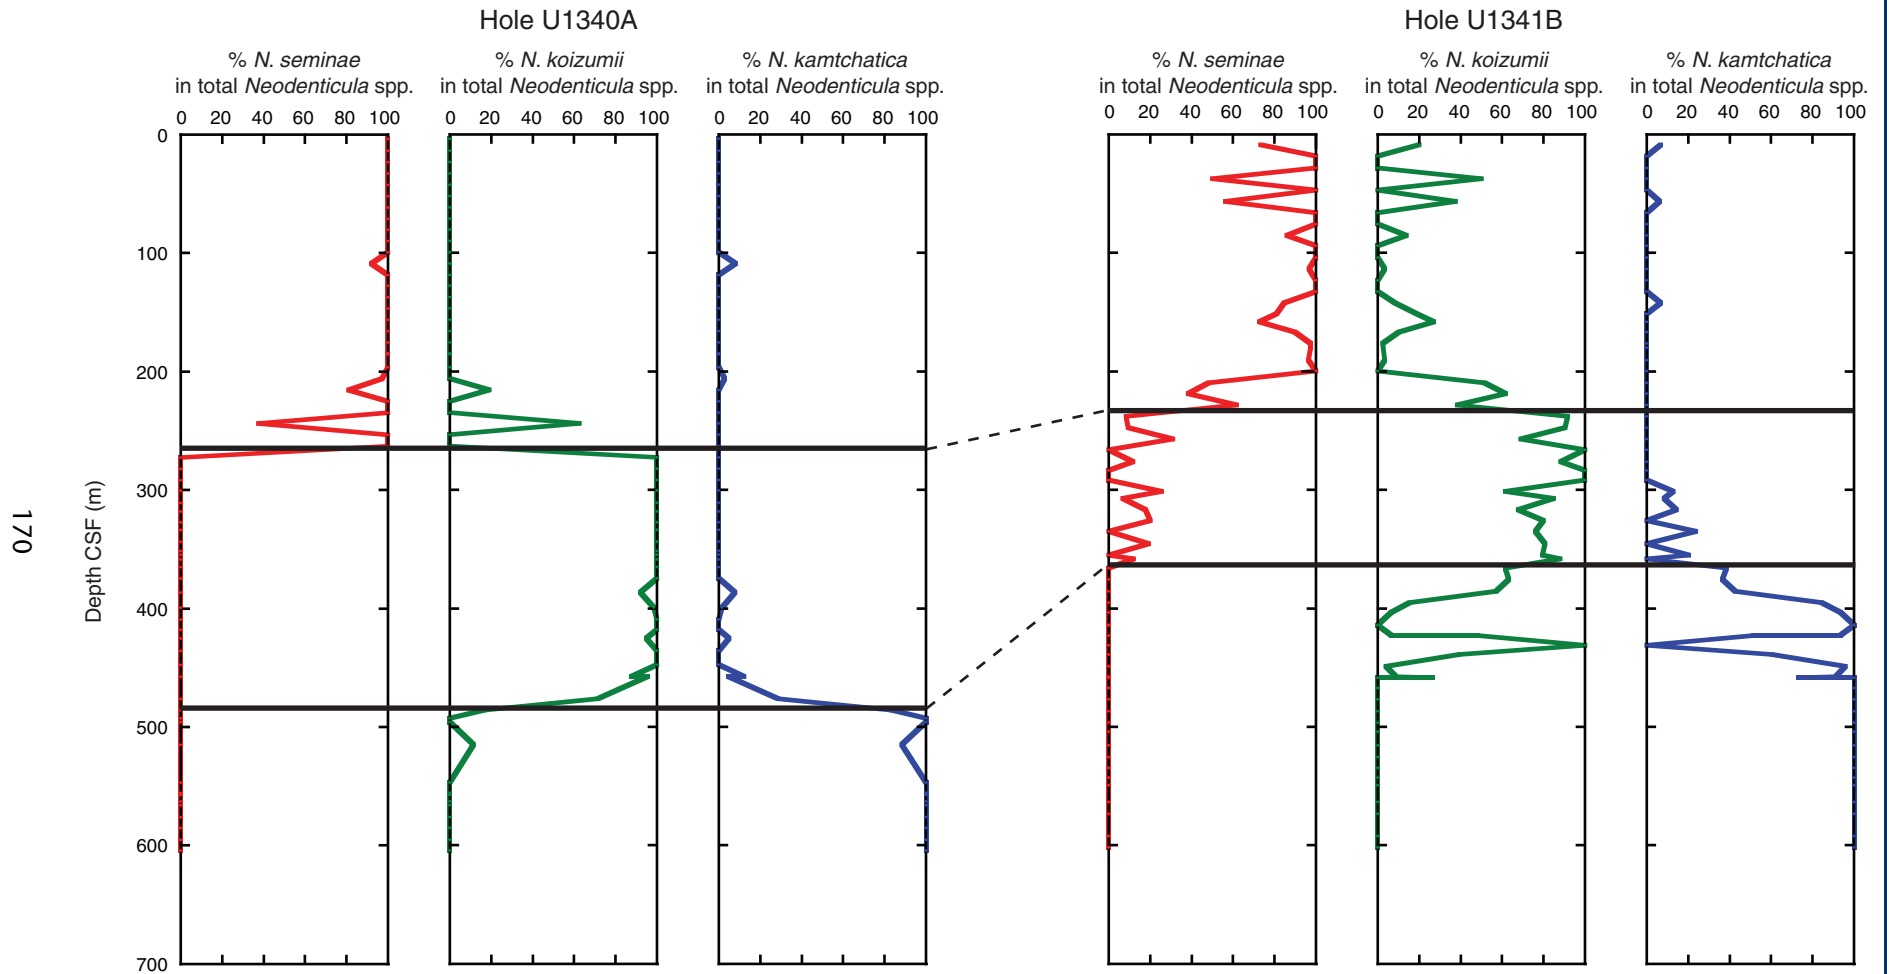 Hole U1340A
% N. seminae
in total Neodenticula spp.
% N. koizumii
in total Neodenticula spp.
% N. kamtchatica
in total Neodenticula spp.
0 20 40 60 80 100
0 20 40 60 80 100
0 20 40 60 80 100
Hole U1341B
% N. seminae
in total Neodenticula spp.
% N. koizumii
in total Neodenticula spp.
% N. kamtchatica
in total Neodenticula spp.
0 20 40 60 80 100
0 20 40 60 80 100
0 20 40 60 80 100
0
100
200
300
400
500
600
700
Depth CSF (m)
170